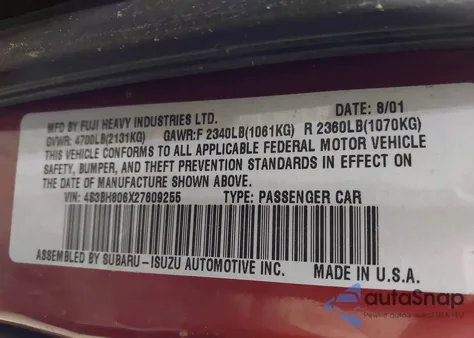 MFD BY FUJI HEAVY INDUSTRIES LTD. DATE: 8/01
GVWR: 4700LB(2131KG) GAWR:F 2340LB(1061KG) R 2360LB(1070KG)
THIS VEHICLE CONFORMS TO ALL APPLICABLE FEDERAL MOTOR VEHICLE
SAFETY, BUMPER, AND THEFT PREVENTION STANDARDS IN EFFECT ON
THE DATE OF MANUFACTURE SHOWN ABOVE.
VIN: 4S3BH806X27609255 TYPE: PASSENGER CAR
ASSEMBLED BY SUBARU-ISUZU AUTOMOTIVE INC. MADE IN U.S.A.
autoSnap